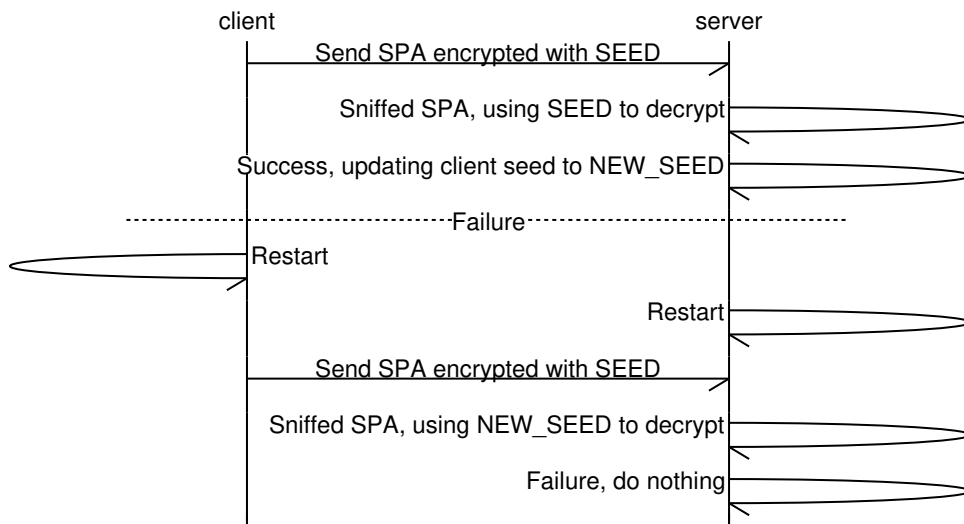 client
server
Send SPA encrypted with SEED
Sniffed SPA, using SEED to decrypt
Success, updating client seed to NEW_SEED
Failure
Restart
Restart
Send SPA encrypted with SEED
Sniffed SPA, using NEW_SEED to decrypt
Failure, do nothing